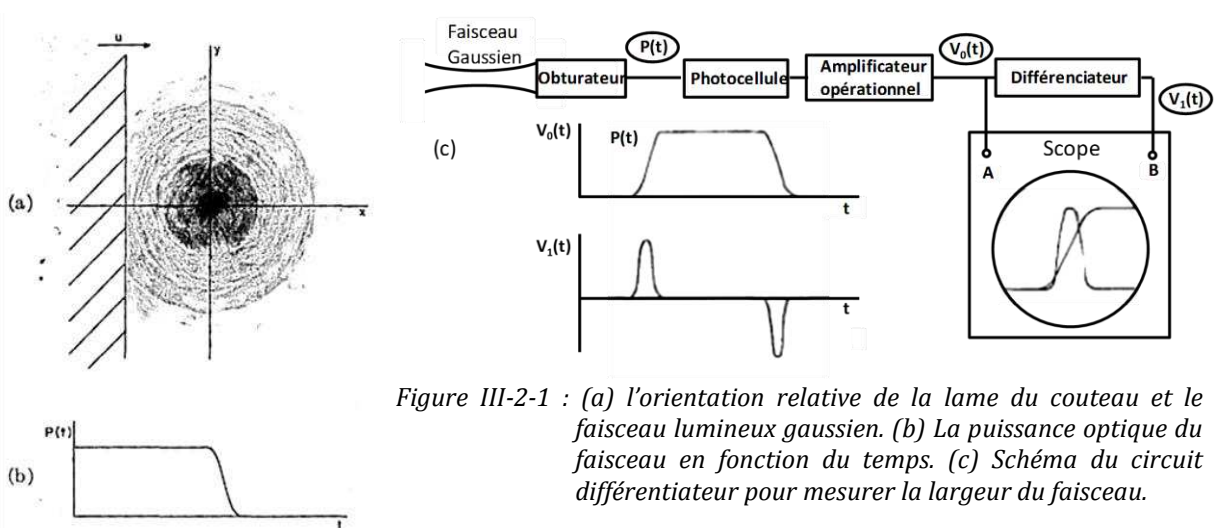 u
y
x
(a)
P(t)
(b)
t
Faisceau
Gaussien
Obturateur
P(t)
Photocellule
Amplificateur
opérationnel
V₀(t)
Différenciateur
V₁(t)
(c)
V₀(t)
P(t)
t
V₁(t)
t
Scope
A
B
Figure III-2-1 : (a) l’orientation relative de la lame du couteau et le
faisceau lumineux gaussien. (b) La puissance optique du
faisceau en fonction du temps. (c) Schéma du circuit
différentiateur pour mesurer la largeur du faisceau.